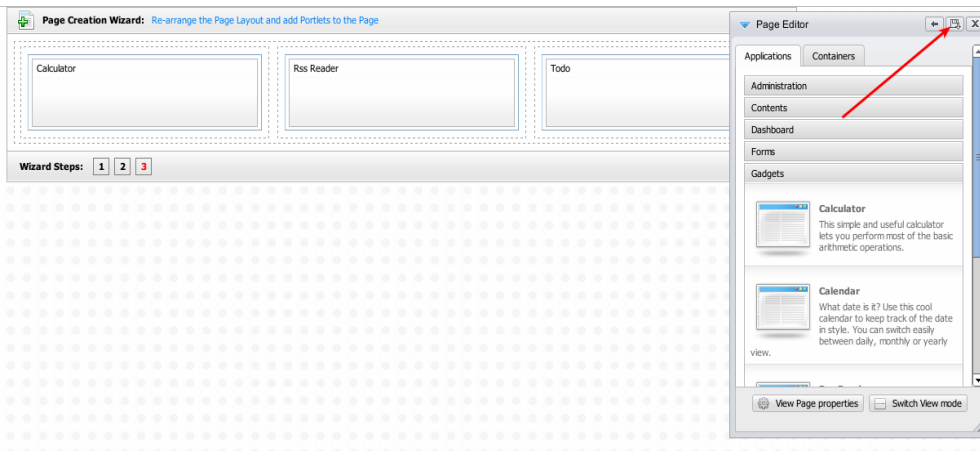 Page Creation Wizard: Re-arrange the Page Layout and add Portlets to the Page
Calculator
Rss Reader
Todo
Wizard Steps: 1 2 3
Page Editor
X
Applications Containers
Administration
Contents
Dashboard
Forms
Gadgets
Calculator
This simple and useful calculator
lets you perform most of the basic
arithmetic operations.
Calendar
What date is it? Use this cool
calendar to keep track of the date
in style. You can switch easily
between daily, monthly or yearly
view.
View Page properties Switch View mode